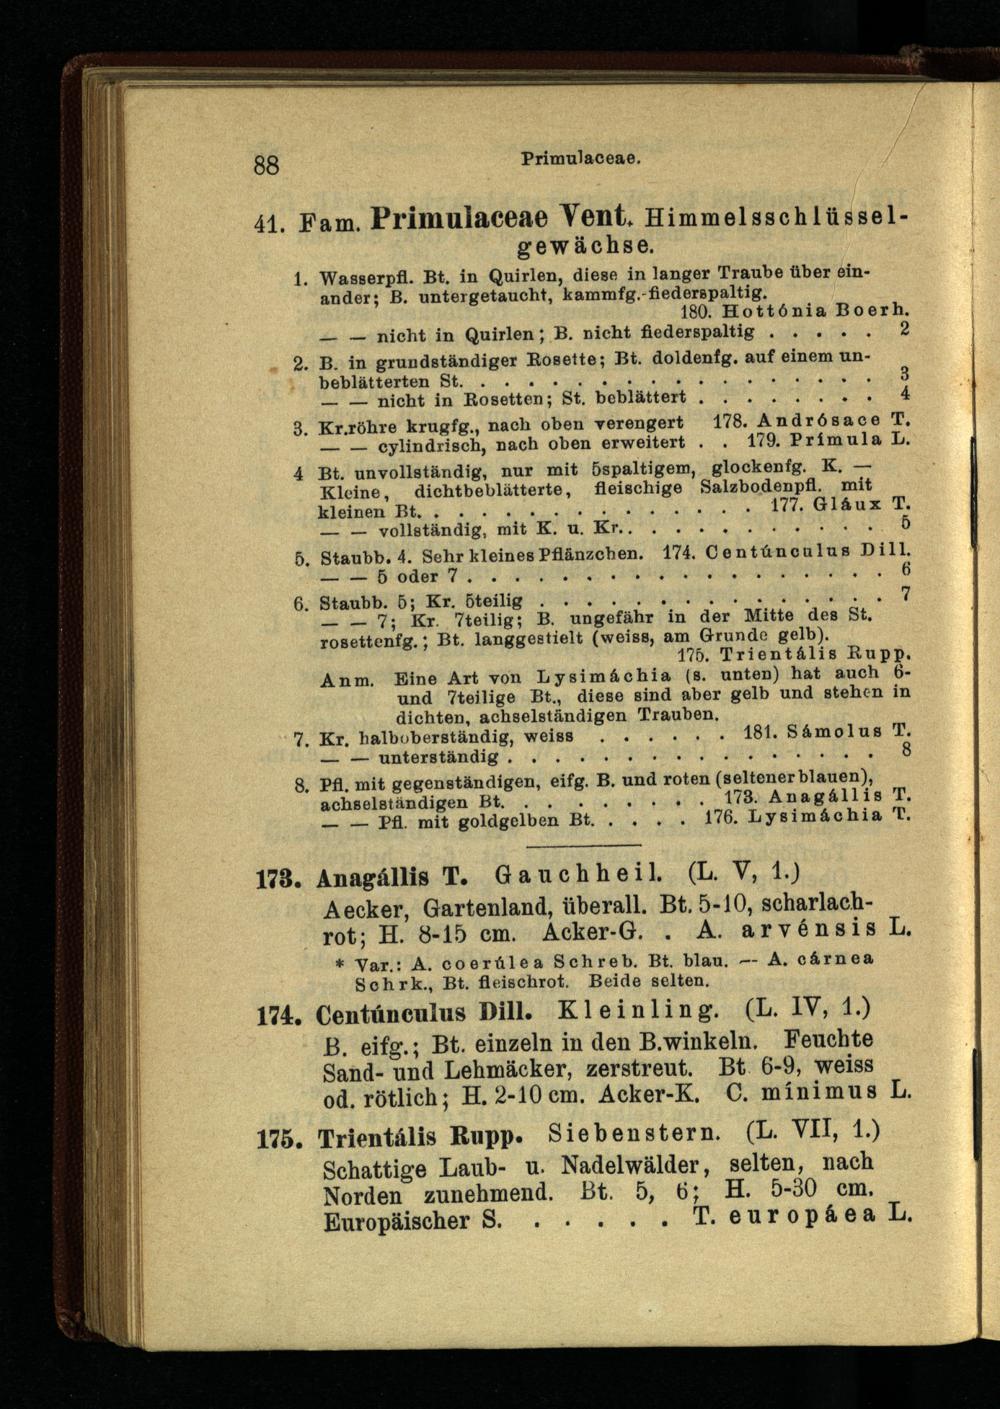 88
Primulaceae.
41. Fam. Primulaceae Vent. Himmelsschlüssel-
gewächse.
1. Wasserpfl. Bt. in Quirlen, diese in langer Traube über ein-
ander; B. untergetaucht, kammfg.-fiederspaltig.
180. Hottónia Boerh.
— — nicht in Quirlen; B. nicht fiederspaltig . . . . . 2
2. B. in grundständiger Rosette; Bt. doldenfg. auf einem un-
beblätterten St. . . . . . . . . . . . . . . . . . . 3
— — nicht in Rosetten; St. beblättert . . . . . . . . 4
3. Kr.röhre krugfg., nach oben verengert 178. Andrósace T.
— — cylindrisch, nach oben erweitert . . 179. Prímula L.
4 Bt. unvollständig, nur mit 5spaltigem, glockenfg. K. —
Kleine, dichtbeblätterte, fleischige Salzbodenpfl. mit
kleinen Bt. . . . . . . . . . . . . . . . 177. Gláux T.
— — vollständig, mit K. u. Kr. . . . . . . . . . . . . 5
5. Staubb. 4. Sehr kleines Pflänzchen. 174. Centúnculus Dill.
— — 5 oder 7 . . . . . . . . . . . . . . . . . . 6
6. Staubb. 5; Kr. 5teilig . . . . . . . . . . . . . . . 7
— — 7; Kr. 7teilig; B. ungefähr in der Mitte des St.
rosettenfg.; Bt. langgestielt (weiss, am Grunde gelb).
175. Trientális Rupp.
Anm. Eine Art von Lysimáchia (s. unten) hat auch 6-
und 7teilige Bt., diese sind aber gelb und stehen in
dichten, achselständigen Trauben.
7. Kr. halboberständig, weiss . . . . . . 181. Sámolus T.
— — unterständig . . . . . . . . . . . . . . . . . 8
8. Pfl. mit gegenständigen, eifg. B. und roten (seltener blauen),
achselständigen Bt. . . . . . . . . . 173. Anagállis T.
— — Pfl. mit goldgelben Bt. . . . . 176. Lysimáchia T.
173. Anagállis T. Gauchheil. (L. V, 1.)
Aecker, Gartenland, überall. Bt. 5-10, scharlach-
rot; H. 8-15 cm. Acker-G. . A. arvénsis L.
* Var.: A. coerúlea Schreb. Bt. blau. — A. cárnea
Schrk., Bt. fleischrot. Beide selten.
174. Centúnculus Dill. Kleinling. (L. IV, 1.)
B. eifg.; Bt. einzeln in den B.winkeln. Feuchte
Sand- und Lehmäcker, zerstreut. Bt 6-9, weiss
od. rötlich; H. 2-10 cm. Acker-K. C. mínimus L.
175. Trientális Rupp. Siebenstern. (L. VII, 1.)
Schattige Laub- u. Nadelwälder, selten, nach
Norden zunehmend. Bt. 5, 6; H. 5-30 cm.
Europäischer S. . . . . . . T. européaea L.